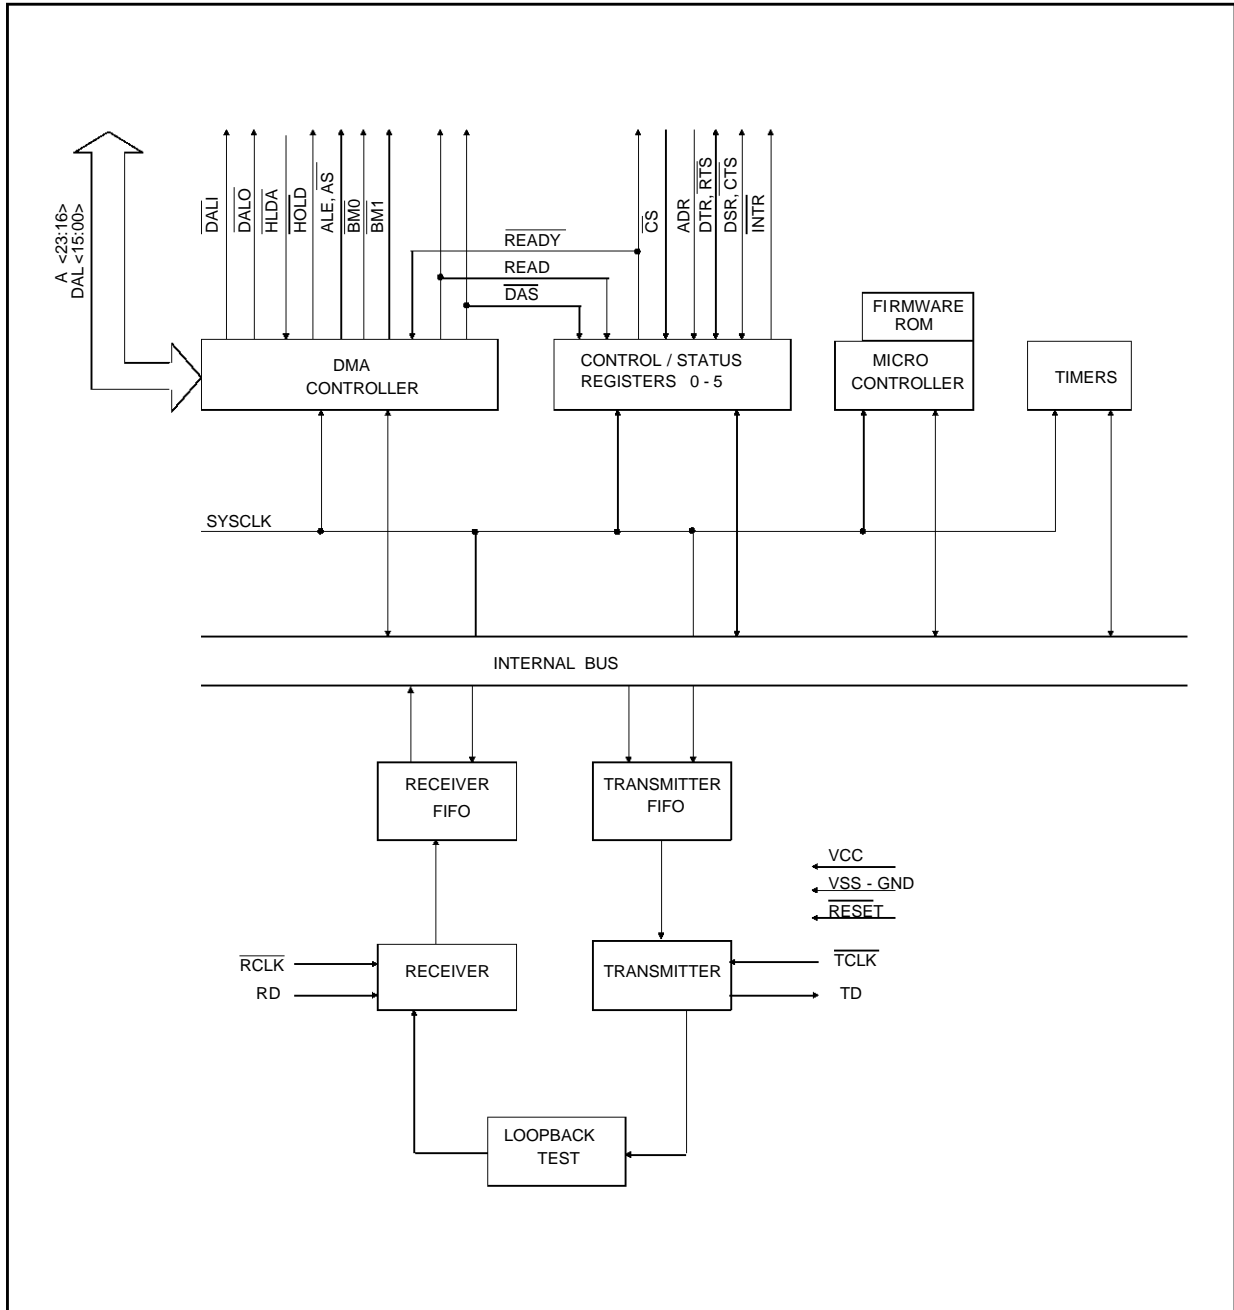 A <23:16>
DAL <15:00>
DALI
DALO
HLDA
HOLD
ALE, AS
BM0
BM1
READY
READ
DAS
CS
ADR
DTR, RTS
DSR, CTS
INTR
FIRMWARE
ROM
DMA
CONTROLLER
CONTROL / STATUS
REGISTERS 0 - 5
MICRO
CONTROLLER
TIMERS
SYSCLK
INTERNAL BUS
RECEIVER
FIFO
TRANSMITTER
FIFO
VCC
VSS - GND
RESET
RCLK
RD
RECEIVER
TRANSMITTER
TCLK
TD
LOOPBACK
TEST